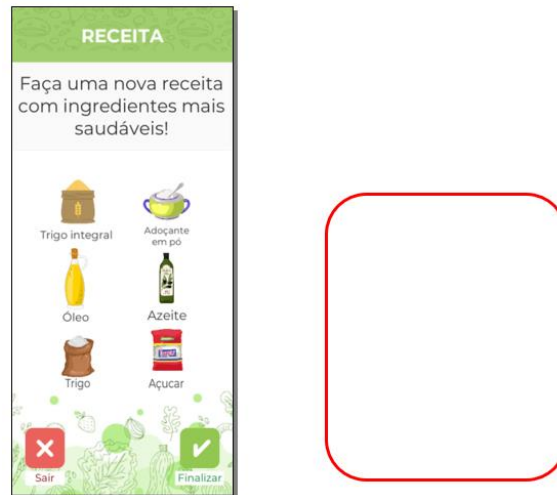 RECEITA
Faça uma nova receita
com ingredientes mais
saudáveis!
Trigo integral
Adoçante
em pó
Óleo
Azeite
Trigo
Açucar
Sair
Finalizar